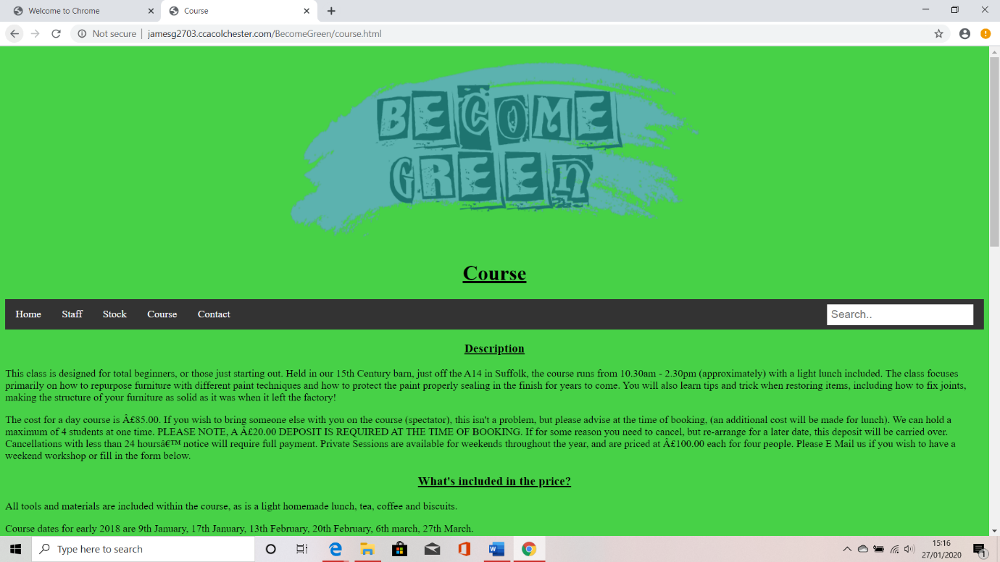 Welcome to Chrome
Course
Not secure | jamesg2703.ccacolchester.com/BecomeGreen/course.html
BECOME
GREEn
Course
Home Staff Stock Course Contact Search..
Description
This class is designed for total beginners, or those just starting out. Held in our 15th Century barn, just off the A14 in Suffolk, the course runs from 10.30am - 2.30pm (approximately) with a light lunch included. The class focuses
primarily on how to repurpose furniture with different paint techniques and how to protect the paint properly sealing in the finish for years to come. You will also learn tips and trick when restoring items, including how to fix joints,
making the structure of your furniture as solid as it was when it left the factory!
The cost for a day course is Â£85.00. If you wish to bring someone else with you on the course (spectator), this isn't a problem, but please advise at the time of booking, (an additional cost will be made for lunch). We can hold a
maximum of 4 students at one time. PLEASE NOTE, A Â£20.00 DEPOSIT IS REQUIRED AT THE TIME OF BOOKING. If for some reason you need to cancel, but re-arrange for a later date, this deposit will be carried over.
Cancellations with less than 24 hoursâ€™ notice will require full payment. Private Sessions are available for weekends throughout the year, and are priced at Â£100.00 each for four people. Please E Mail us if you wish to have a
weekend workshop or fill in the form below.
What's included in the price?
All tools and materials are included within the course, as is a light homemade lunch, tea, coffee and biscuits.
Course dates for early 2018 are 9th January, 17th January, 13th February, 20th February, 6th march, 27th March.
Type here to search
15:16
27/01/2020
1